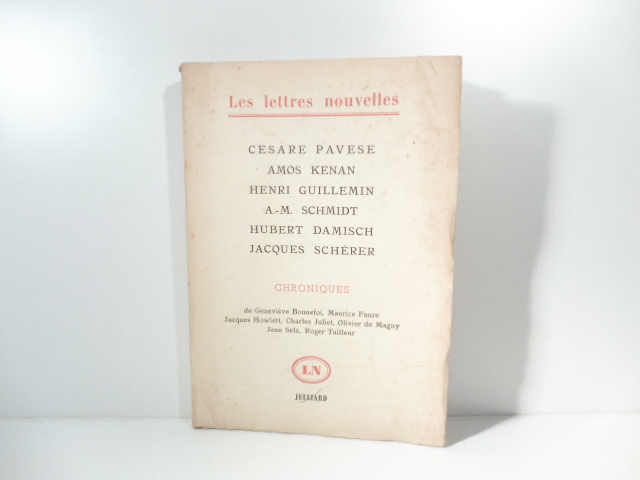 Les lettres nouvelles
CESARE PAVESE
AMOS KENAN
HENRI GUILLEMIN
A.-M. SCHMIDT
HUBERT DAMISCH
JACQUES SCHÉRER
CHRONIQUES
de Geneviève Bonnefoi, Maurice Faure
Jacques Howlett, Charles Juliet, Olivier de Magny
Jean Selz, Roger Tailleur
LN
JULLIARD